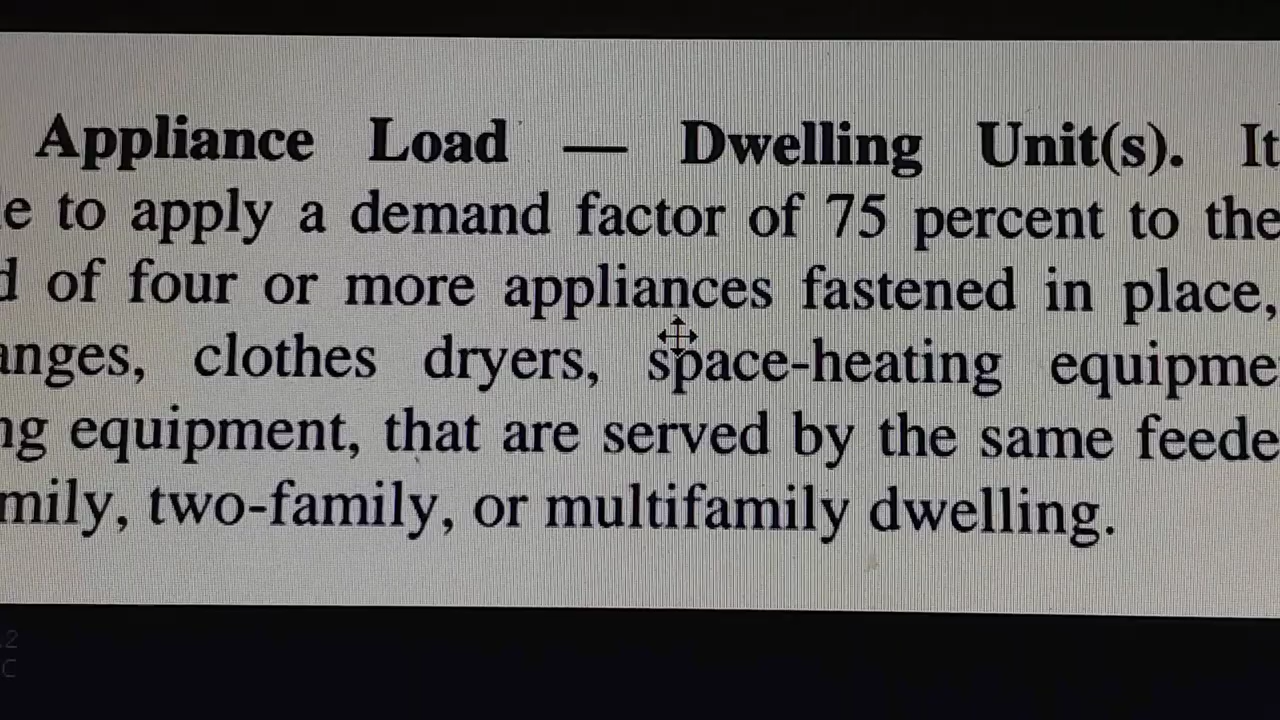 Appliance Load — Dwelling Unit(s). It
e to apply a demand factor of 75 percent to the
d of four or more appliances fastened in place,
anges, clothes dryers, space-heating equipme
ng equipment, that are served by the same feede
mily, two-family, or multifamily dwelling.
.2
C